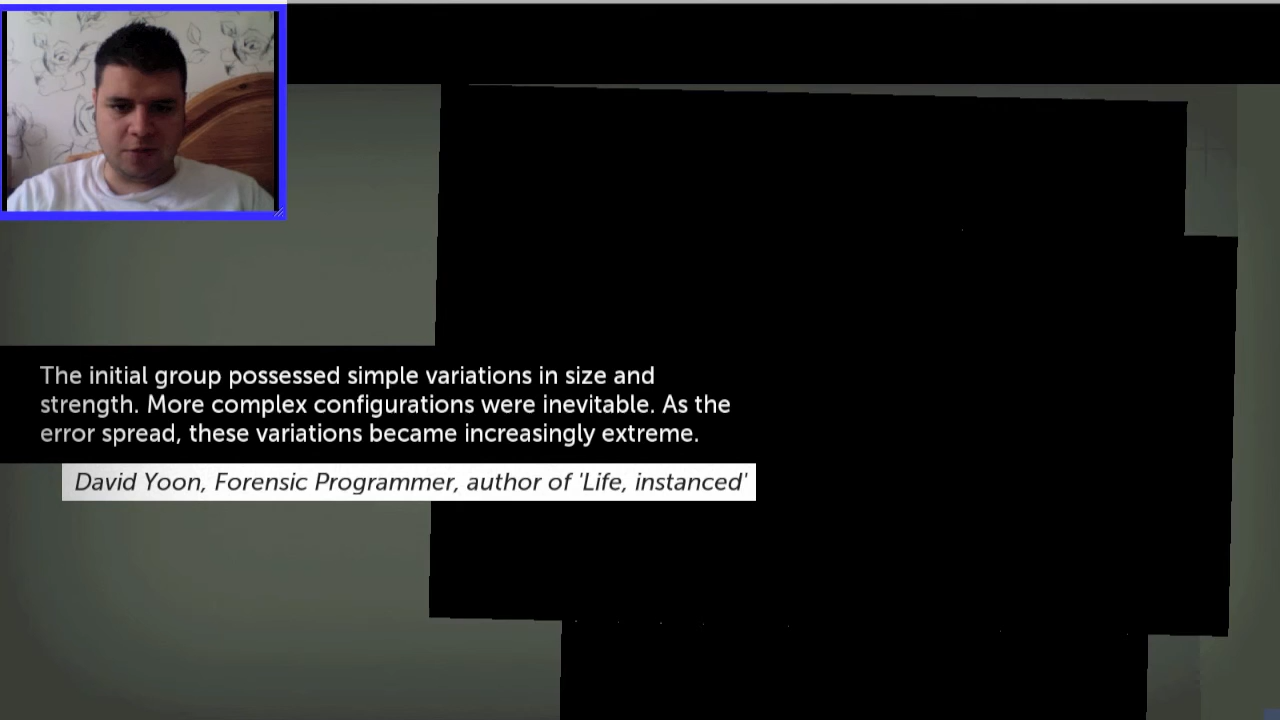 The initial group possessed simple variations in size and
strength. More complex configurations were inevitable. As the
error spread, these variations became increasingly extreme.
David Yoon, Forensic Programmer, author of 'Life, instanced'